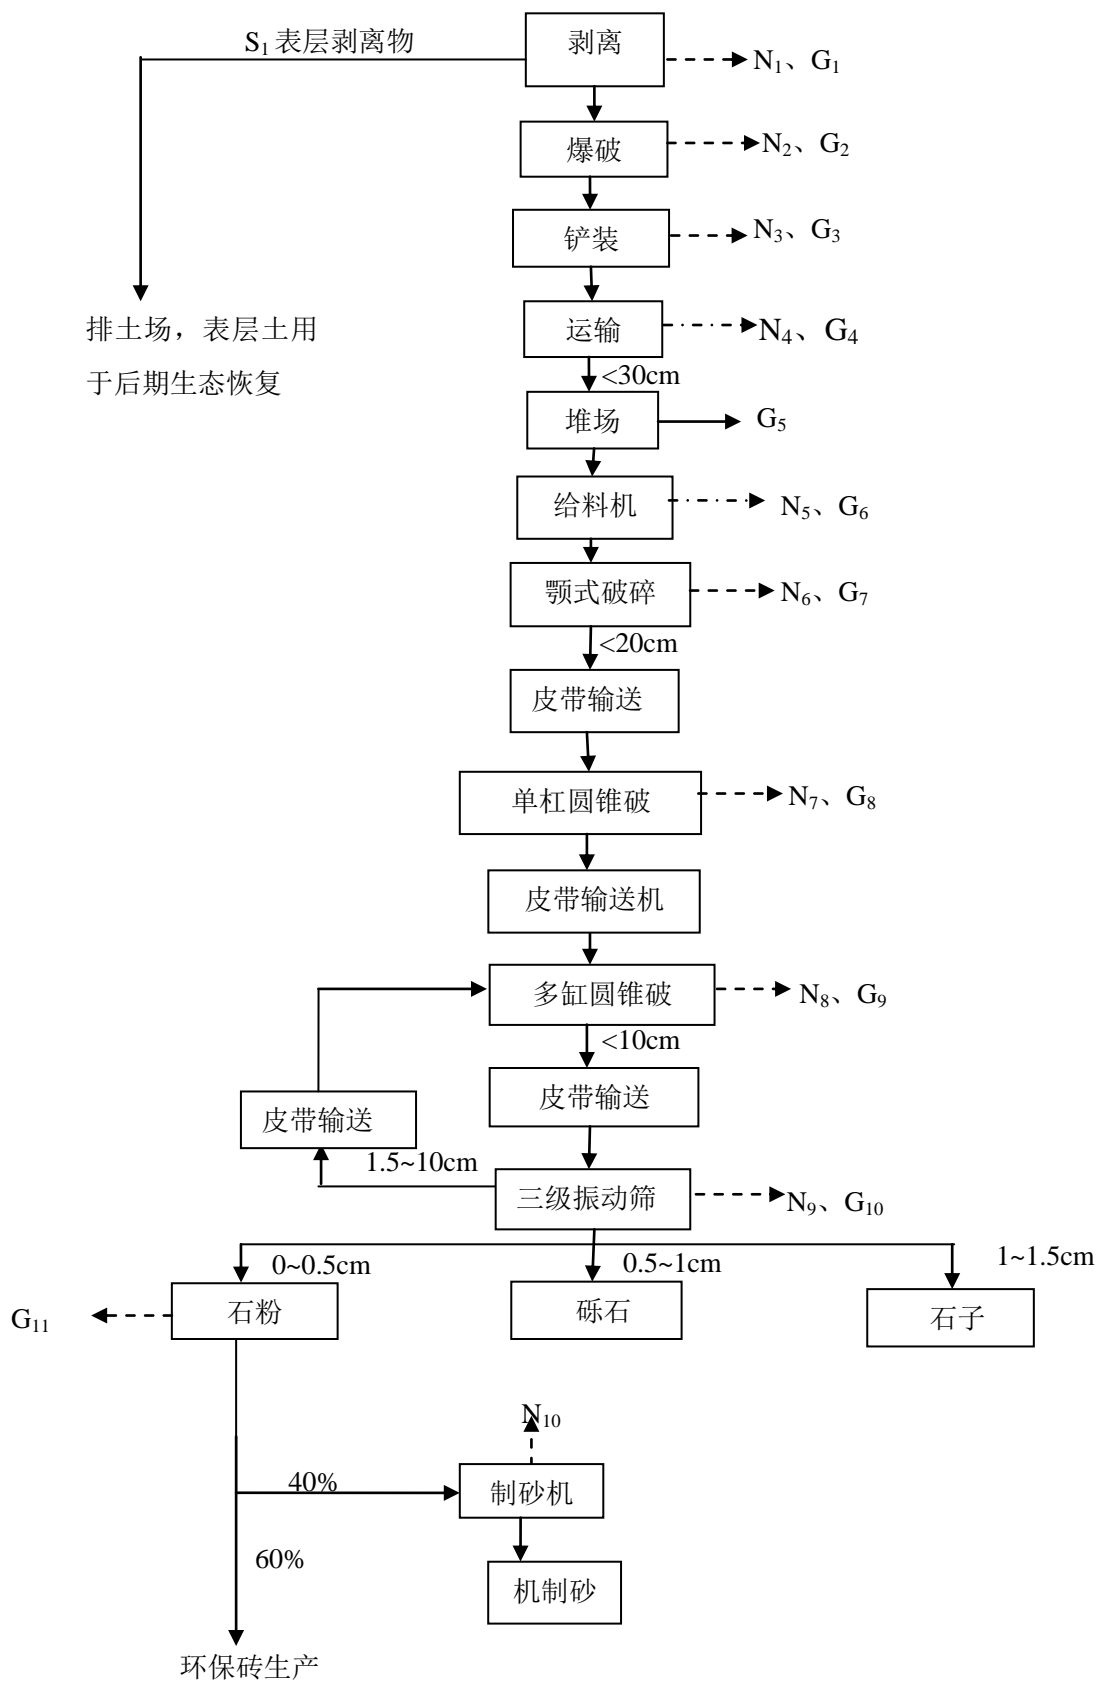 S₁表层剥离物
剥离
N₁、G₁
爆破
N₂、G₂
铲装
N₃、G₃
排土场，表层土用
于后期生态恢复
运输
N₄、G₄
<30cm
堆场
G₅
给料机
N₅、G₆
颚式破碎
N₆、G₇
<20cm
皮带输送
单杠圆锥破
N₇、G₈
皮带输送机
多缸圆锥破
N₈、G₉
<10cm
皮带输送
皮带输送
1.5~10cm
三级振动筛
N₉、G₁₀
0~0.5cm
0.5~1cm
1~1.5cm
G₁₁
石粉
砾石
石子
N₁₀
40%
制砂机
60%
机制砂
环保砖生产